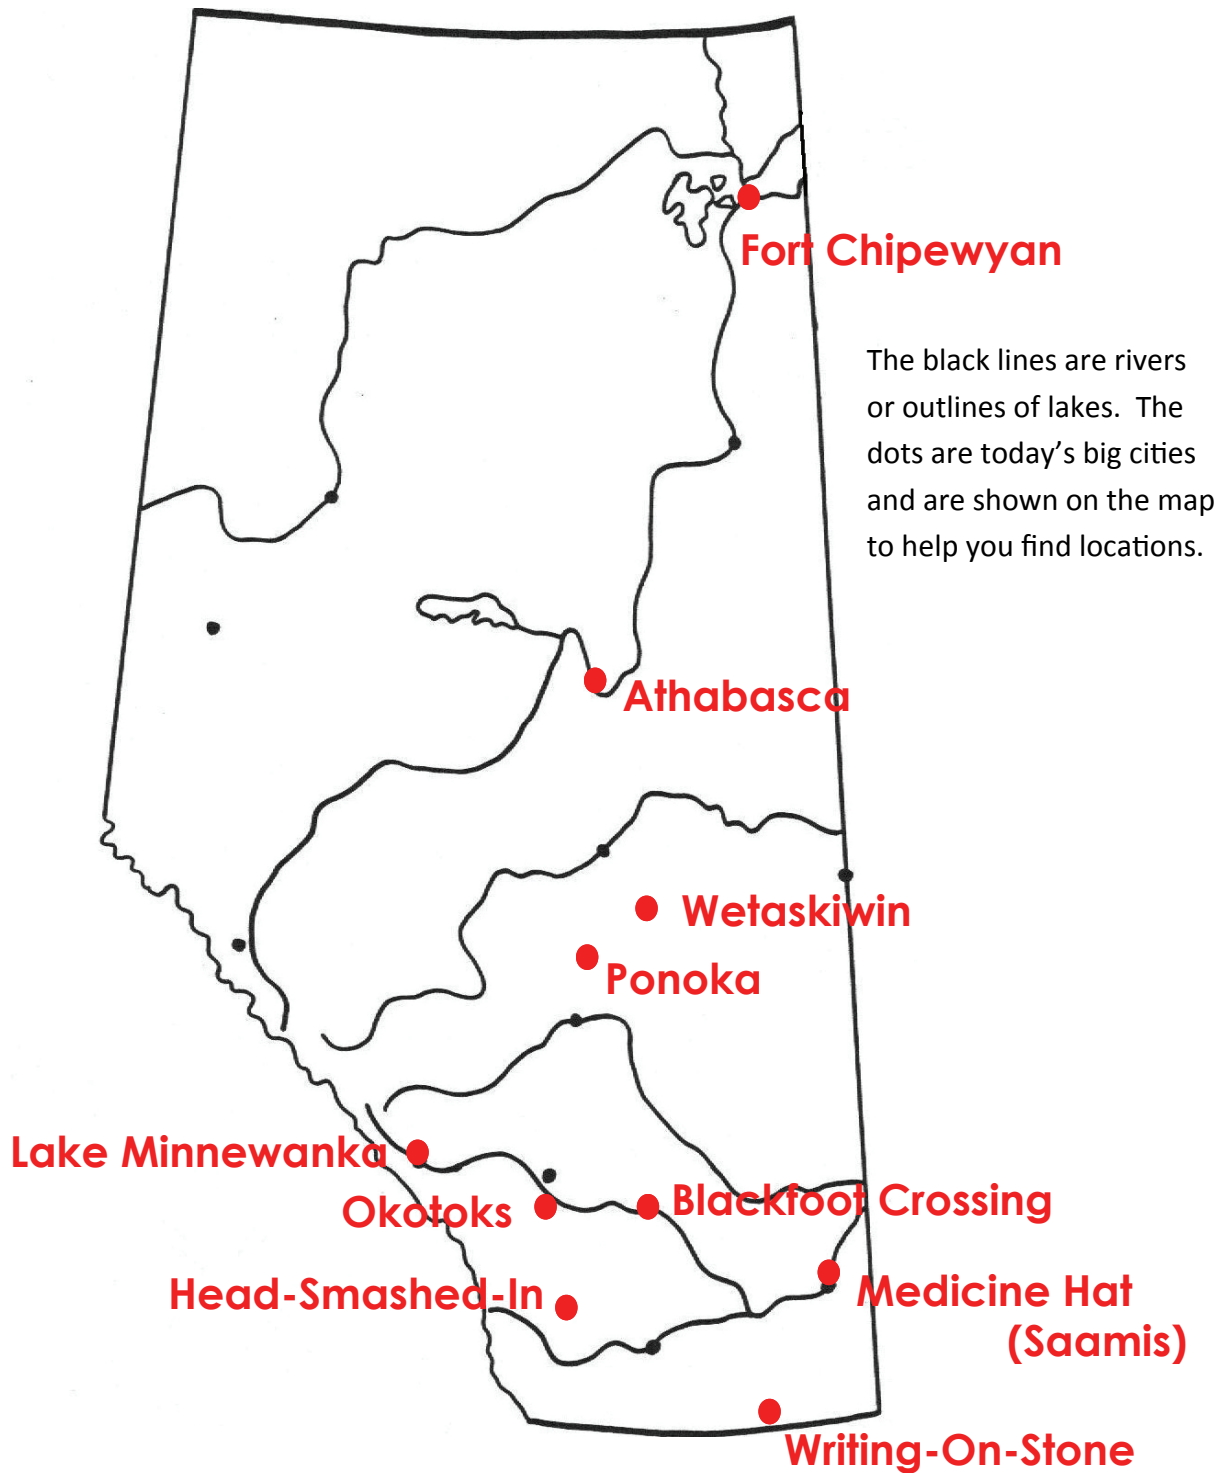 Fort Chipewyan
The black lines are rivers
or outlines of lakes.  The
dots are today’s big cities
and are shown on the map
to help you find locations.
Athabasca
Wetaskiwin
Ponoka
Lake Minnewanka
Okotoks
Blackfoot Crossing
Head-Smashed-In
Medicine Hat
(Saamis)
Writing-On-Stone